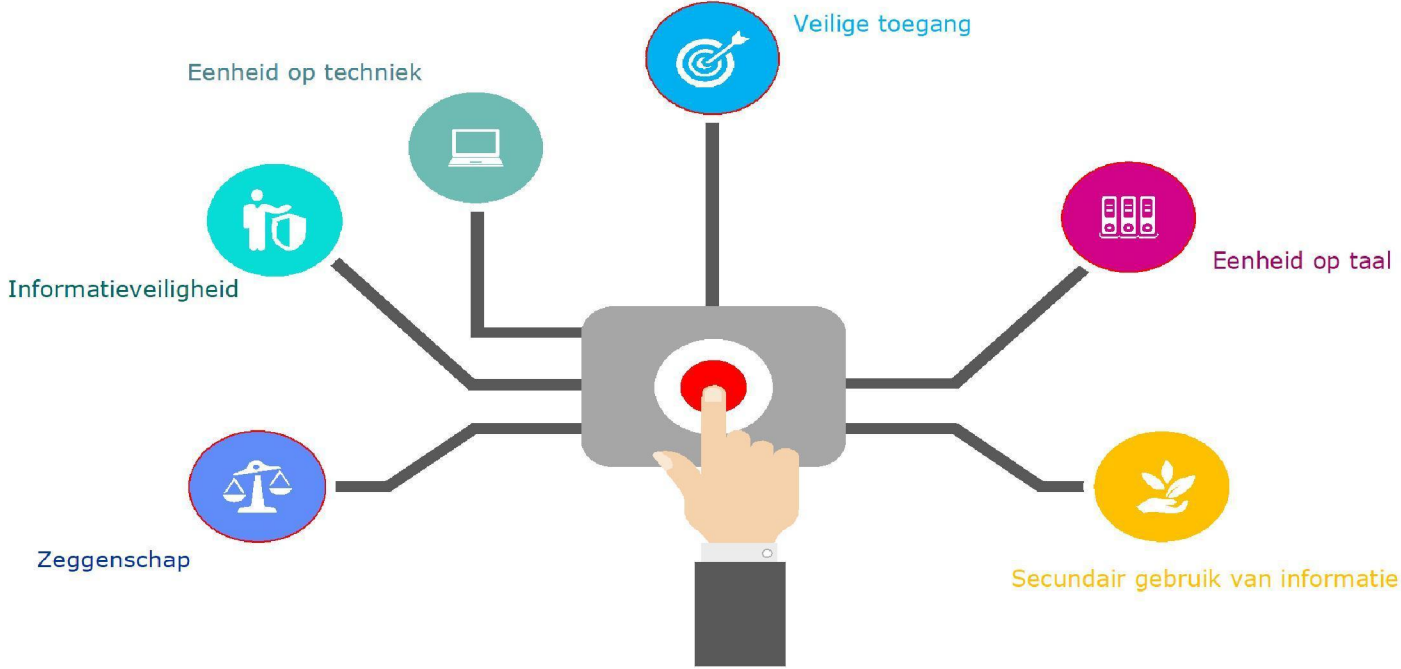 Veilige toegang
Eenheid op techniek
Eenheid op taal
Informatieveiligheid
Zeggenschap
Secundair gebruik van informatie